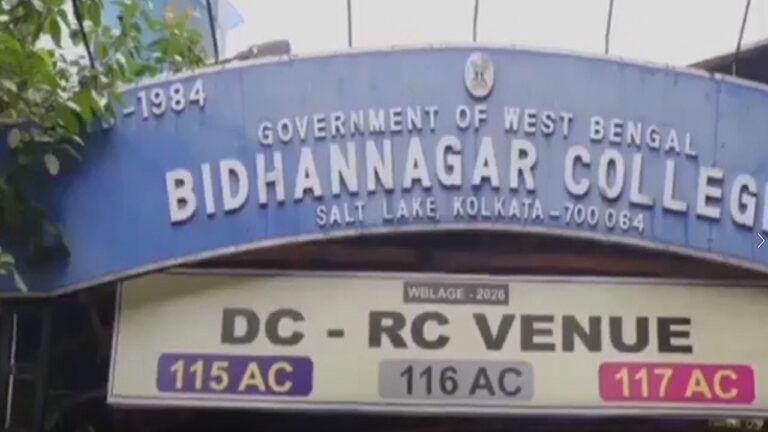 -1984
GOVERNMENT OF WEST BENGAL
BIDHANNAGAR COLLEGE
SALT LAKE, KOLKATA-700 064
WBLAGE - 2026
DC - RC VENUE
115 AC 116 AC 117 AC